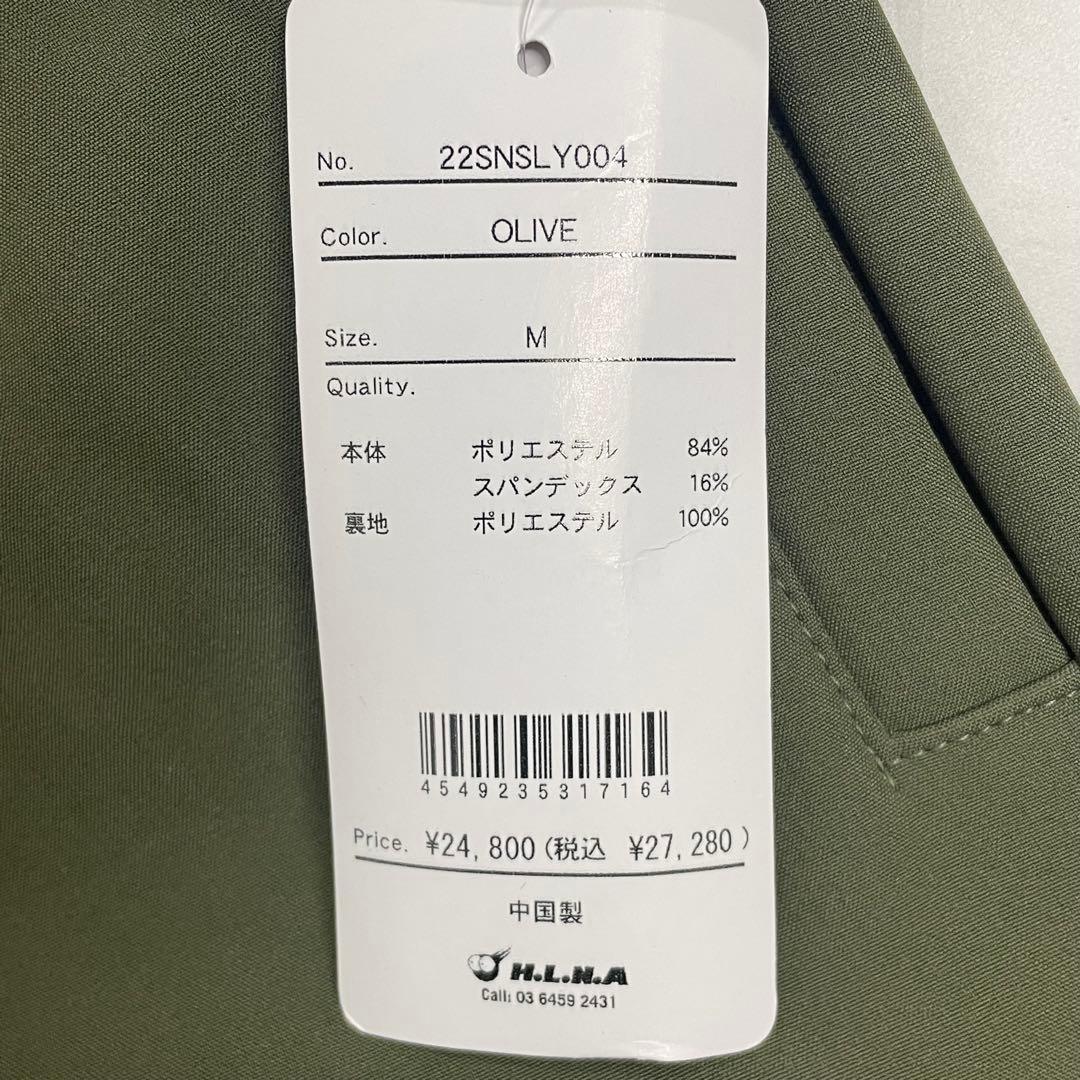 No. 22SNSLY004
Color. OLIVE
Size. M
Quality.
本体 ポリエステル 84%
スパンデックス 16%
裏地 ポリエステル 100%
4549235317164
Price. ¥24,800(税込 ¥27,280)
中国製
H.L.N.A
Call: 03 6459 2431